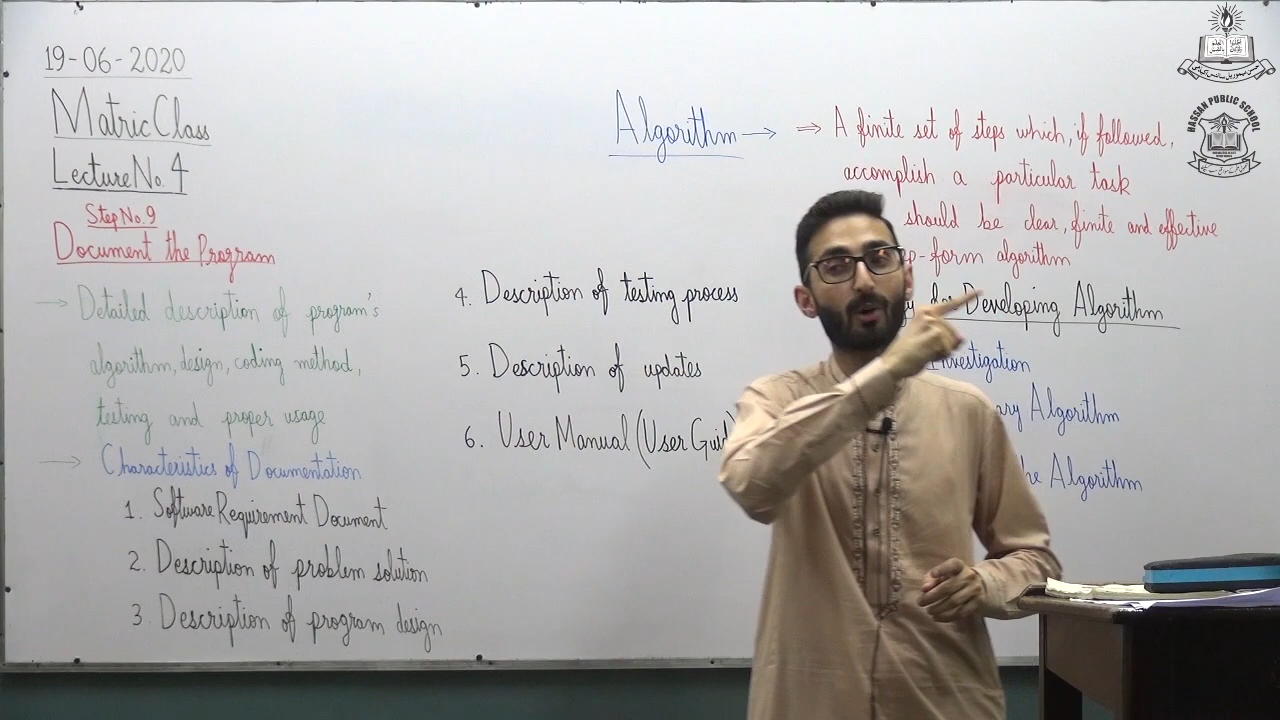 19-06-2020
Matric Class
Lecture No. 4
Step No. 9
Document the Program
→ Detailed description of program's
algorithm, design, coding method,
testing and proper usage
→ Characteristics of Documentation
1. Software Requirement Document
2. Description of problem solution
3. Description of program design
4. Description of testing process
5. Description of updates
6. User Manual (User Guid
Algorithm → ⇒ A finite set of steps which, if followed,
accomplish a particular task
should be clear, finite and effective
form algorithm
for Developing Algorithm
Investigation
Algorithm
Algorithm
HASSAN PUBLIC SCHOOL